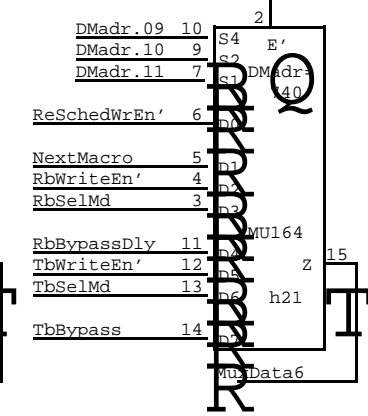 2
DMadr.09 10 S4 E'
DMadr.10 9 S2
DMadr.11 7 S1 DMadr=
Q
ReSchedWrEn' 6 D0
NextMacro 5 D1
RbWriteEn' 4 D2
RbSelMd 3 D3
MU164
RbBypassDly 11 D4
TbWriteEn' 12 D5 Z 15
TbSelMd 13 D6 h21
TbBypass 14 D7
MuxData6